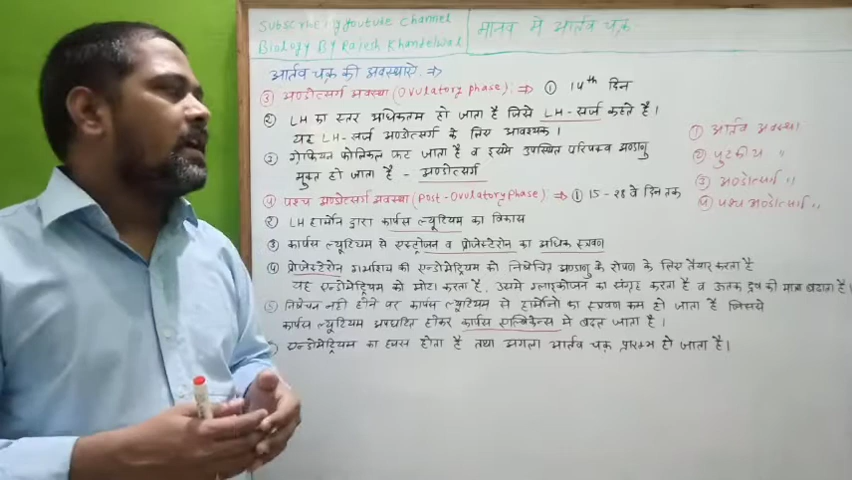 Subscribe my youtube channel
Biology By Rajesh Khandelwal
मानव में आर्तव चक्र
आर्तव चक्र की अवस्थाएँ ⇒
③ अण्डोत्सर्ग अवस्था (Ovulatory phase) : ⇒ ① 14th दिन
② LH का स्तर अधिकतम हो जाता है जिसे LH - सर्ज कहते है।
यह LH - सर्ज अण्डोत्सर्ग के लिए आवश्यक।
③ ग्रेफियन फोलिकल फट जाता है व इसमे उपस्थित परिपक्व अण्डाणु
मुक्त हो जाता है - अण्डोत्सर्ग
④ पश्च अण्डोत्सर्ग अवस्था (Post-Ovulatory phase) ⇒ ① 15 - 28 वे दिन तक
② LH हार्मोन द्वारा कार्पस ल्यूटियम का विकास
③ कार्पस ल्यूटियम से एस्ट्रोजन व प्रोजेस्टेरोन का अधिक स्त्रवण
④ प्रोजेस्टेरोन गर्भाशय की एन्डोमेट्रियम को निषेचित अण्डाणु के रोपण के लिए तैयार करता है
यह एन्डोमेट्रियम को मोटा करता है, उसमे ग्लाइकोजन का संग्रह करता है व ऊतक द्रव की मात्रा बढाता है।
⑤ निषेचन नही होने पर कार्पस ल्यूटियम से हार्मोनो का स्त्रवण कम हो जाता है जिससे
कार्पस ल्यूटियम अपघटित होकर कार्पस एल्बिकेन्स मे बदल जाता है।
एन्डोमेट्रियम का ध्वंस होता है तथा अगला आर्तव चक्र प्रारम्भ हो जाता है।
① आर्तव अवस्था
② पुटकीय "
③ अण्डोत्सर्ग "
④ पश्च अण्डोत्सर्ग "